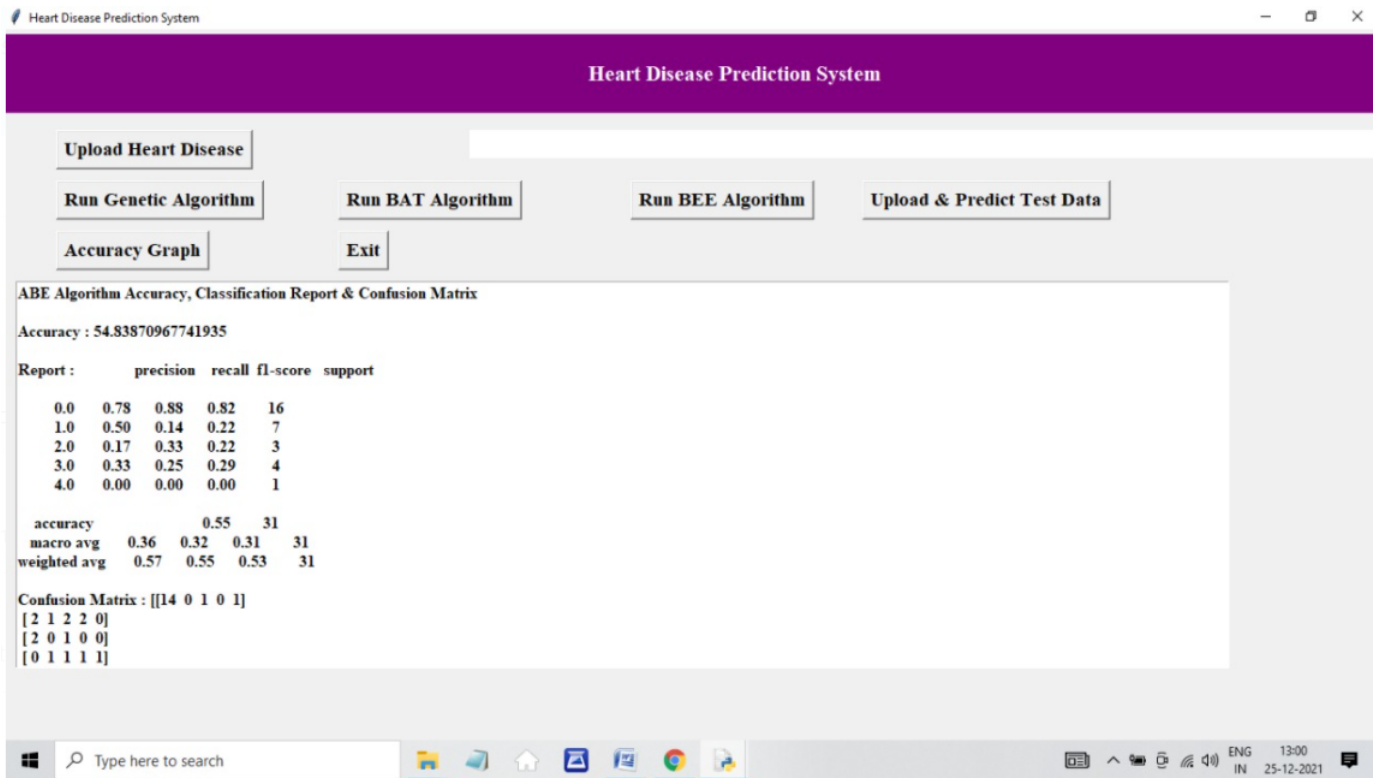 Heart Disease Prediction System
Heart Disease Prediction System
Upload Heart Disease
Run Genetic Algorithm Run BAT Algorithm Run BEE Algorithm Upload & Predict Test Data
Accuracy Graph Exit
ABE Algorithm Accuracy, Classification Report & Confusion Matrix
Accuracy : 54.83870967741935
Report : precision recall f1-score support
0.0 0.78 0.88 0.82 16
1.0 0.50 0.14 0.22 7
2.0 0.17 0.33 0.22 3
3.0 0.33 0.25 0.29 4
4.0 0.00 0.00 0.00 1
accuracy 0.55 31
macro avg 0.36 0.32 0.31 31
weighted avg 0.57 0.55 0.53 31
Confusion Matrix : [[14 0 1 0 1]
[2 1 2 2 0]
[2 0 1 0 0]
[0 1 1 1 1]
Type here to search
ENG 13:00
IN 25-12-2021